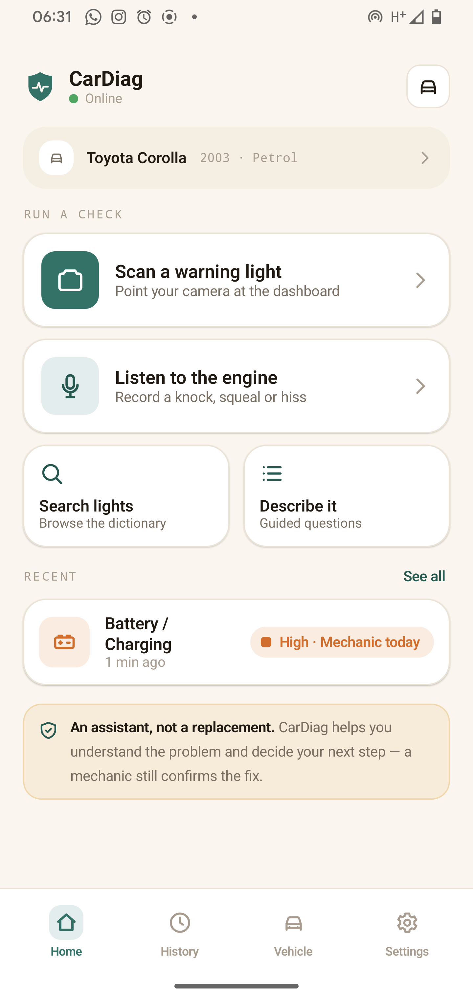 06:31
H+
CarDiag
Online
Toyota Corolla 2003 · Petrol
RUN A CHECK
Scan a warning light
Point your camera at the dashboard
Listen to the engine
Record a knock, squeal or hiss
Search lights
Browse the dictionary
Describe it
Guided questions
RECENT
See all
Battery /
Charging
1 min ago
High · Mechanic today
An assistant, not a replacement. CarDiag helps you
understand the problem and decide your next step — a
mechanic still confirms the fix.
Home
History
Vehicle
Settings